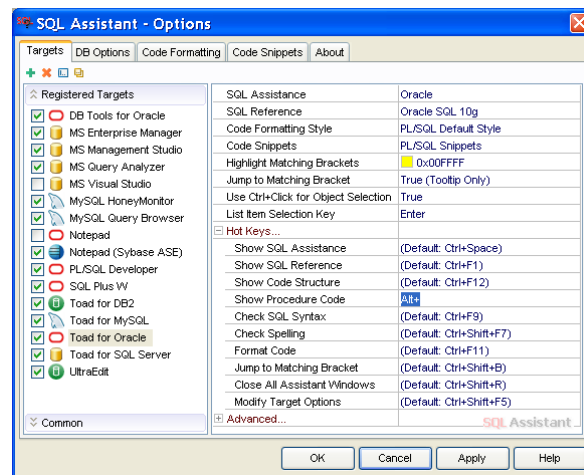 SQL Assistant - Options
Targets DB Options Code Formatting Code Snippets About
Registered Targets
DB Tools for Oracle
MS Enterprise Manager
MS Management Studio
MS Query Analyzer
MS Visual Studio
MySQL HoneyMonitor
MySQL Query Browser
Notepad
Notepad (Sybase ASE)
PL/SQL Developer
SQL Plus W
Toad for DB2
Toad for MySQL
Toad for Oracle
Toad for SQL Server
UltraEdit
Common
SQL Assistance Oracle
SQL Reference Oracle SQL 10g
Code Formatting Style PL/SQL Default Style
Code Snippets PL/SQL Snippets
Highlight Matching Brackets 0x00FFFF
Jump to Matching Bracket True (Tooltip Only)
Use Ctrl+Click for Object Selection True
List Item Selection Key Enter
Hot Keys...
Show SQL Assistance (Default: Ctrl+Space)
Show SQL Reference (Default: Ctrl+F1)
Show Code Structure (Default: Ctrl+F12)
Show Procedure Code Alt+
Check SQL Syntax (Default: Ctrl+F9)
Check Spelling (Default: Ctrl+Shift+F7)
Format Code (Default: Ctrl+F11)
Jump to Matching Bracket (Default: Ctrl+Shift+B)
Close All Assistant Windows (Default: Ctrl+Shift+R)
Modify Target Options (Default: Ctrl+Shift+F5)
Advanced...
SQL Assistant
OK Cancel Apply Help